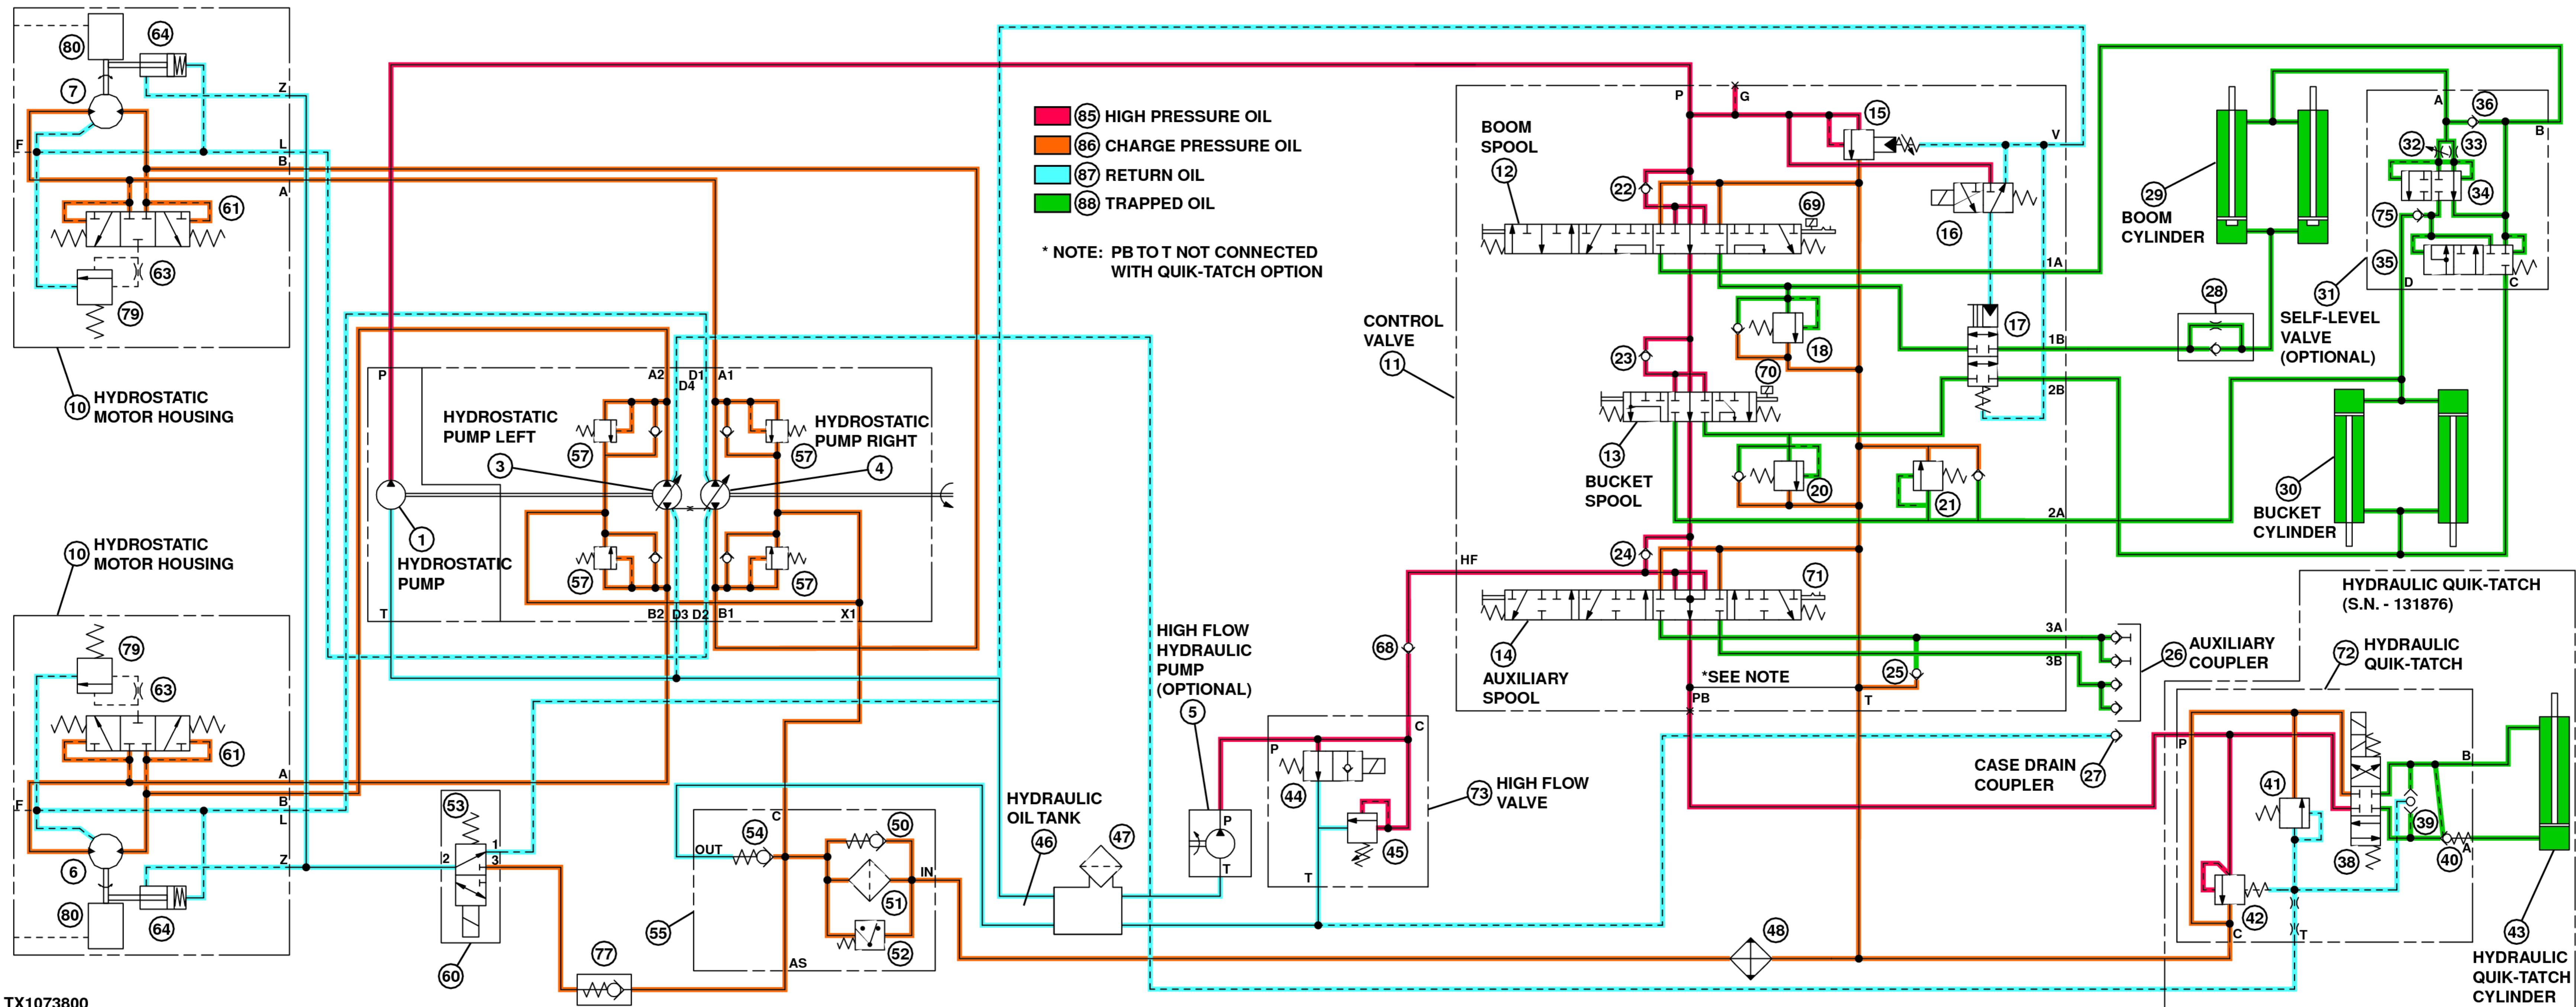 80
64
7
Z
F
L
B
A
61
63
79
10 HYDROSTATIC
MOTOR HOUSING
85 HIGH PRESSURE OIL
86 CHARGE PRESSURE OIL
87 RETURN OIL
88 TRAPPED OIL
* NOTE: PB TO T NOT CONNECTED
WITH QUIK-TATCH OPTION
P
A2
D1
A1
D4
HYDROSTATIC
PUMP LEFT
3
57
HYDROSTATIC
PUMP RIGHT
57
4
1
HYDROSTATIC
PUMP
57
57
T
B2
D3
D2
B1
X1
10 HYDROSTATIC
MOTOR HOUSING
79
63
61
A
F
B
L
6
Z
80
64
53
2
1
3
60
77
C
OUT
54
50
IN
51
52
55
AS
HYDRAULIC
OIL TANK
46
47
HIGH FLOW
HYDRAULIC
PUMP
(OPTIONAL)
5
P
T
68
P
C
44
45
T
73 HIGH FLOW
VALVE
48
CONTROL
VALVE
11
P
G
15
V
BOOM
SPOOL
12
22
69
16
1A
18
17
1B
23
70
2B
13
BUCKET
SPOOL
20
21
2A
24
HF
71
14
AUXILIARY
SPOOL
3A
3B
25
*SEE NOTE
PB
T
26 AUXILIARY
COUPLER
CASE DRAIN
COUPLER 27
29
BOOM
CYLINDER
28
A
36
B
32
33
34
75
35
D
C
31
SELF-LEVEL
VALVE
(OPTIONAL)
30
BUCKET
CYLINDER
HYDRAULIC QUIK-TATCH
(S.N. - 131876)
72 HYDRAULIC
QUIK-TATCH
P
B
41
39
38
40
A
42
C
T
43
HYDRAULIC
QUIK-TATCH
CYLINDER
TX1073800